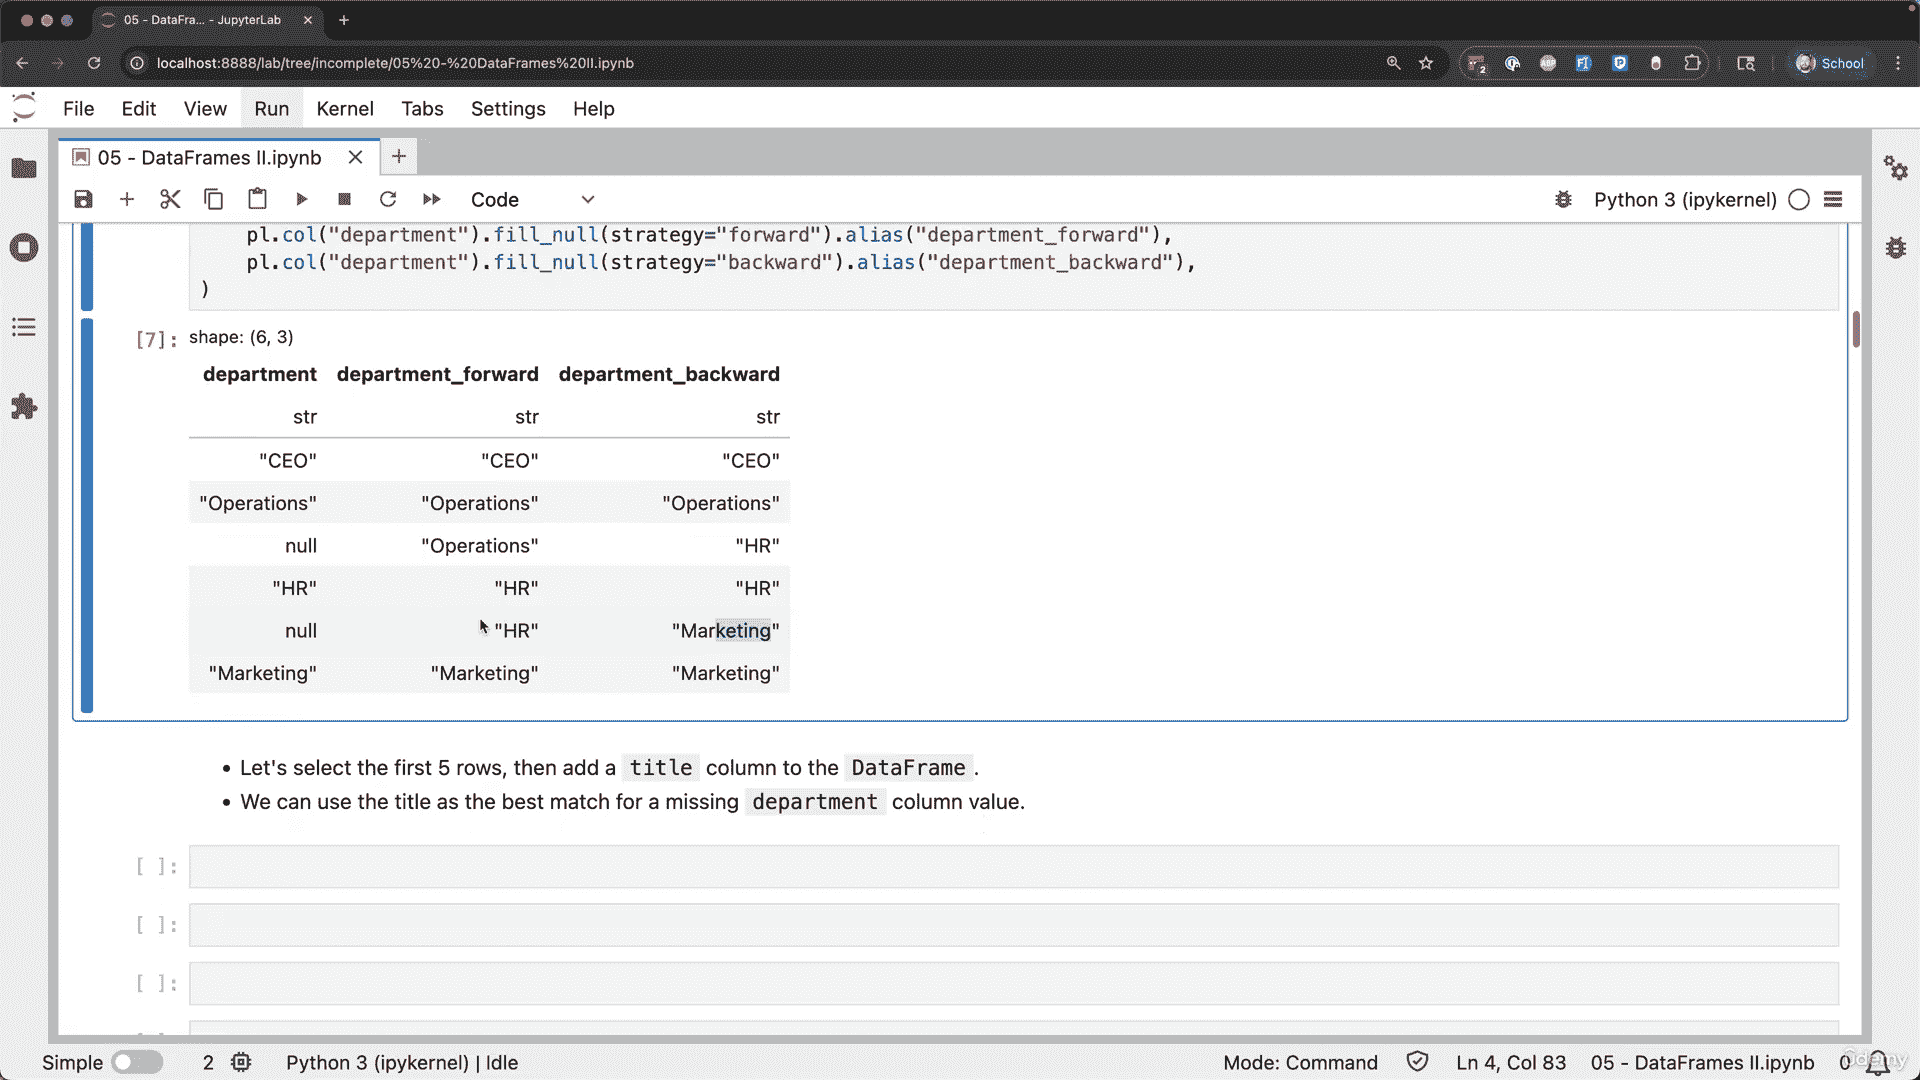 05 - DataFra... - JupyterLab
localhost:8888/lab/tree/incomplete/05%20-%20DataFrames%20II.ipynb
2
ABP
School
File Edit View Run Kernel Tabs Settings Help
05 - DataFrames II.ipynb
Code
Python 3 (ipykernel)
pl.col("department").fill_null(strategy="forward").alias("department_forward"),
pl.col("department").fill_null(strategy="backward").alias("department_backward"),
)
[7]: shape: (6, 3)
department department_forward department_backward
str str str
"CEO" "CEO" "CEO"
"Operations" "Operations" "Operations"
null "Operations" "HR"
"HR" "HR" "HR"
null "HR" "Marketing"
"Marketing" "Marketing" "Marketing"
• Let's select the first 5 rows, then add a title column to the DataFrame.
• We can use the title as the best match for a missing department column value.
[ ]:
[ ]:
[ ]:
Simple 2 Python 3 (ipykernel) | Idle Mode: Command Ln 4, Col 83 05 - DataFrames II.ipynb 0
Udemy